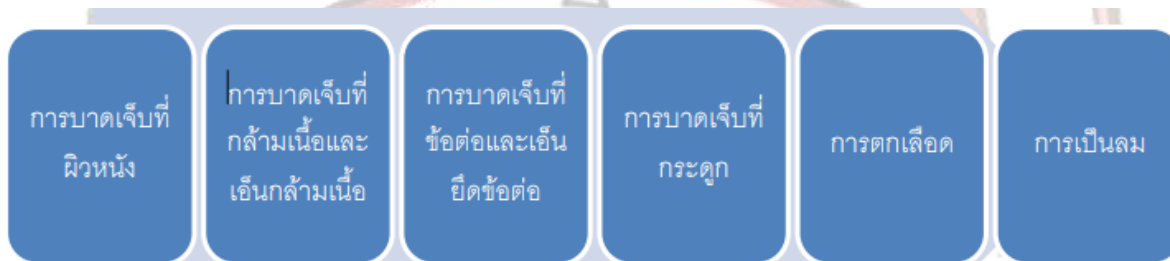 การบาดเจ็บที่
ผิวหนัง
การบาดเจ็บที่
กล้ามเนื้อและ
เอ็นกล้ามเนื้อ
การบาดเจ็บที่
ข้อต่อและเอ็น
ยึดข้อต่อ
การบาดเจ็บที่
กระดูก
การตกเลือด
การเป็นลม